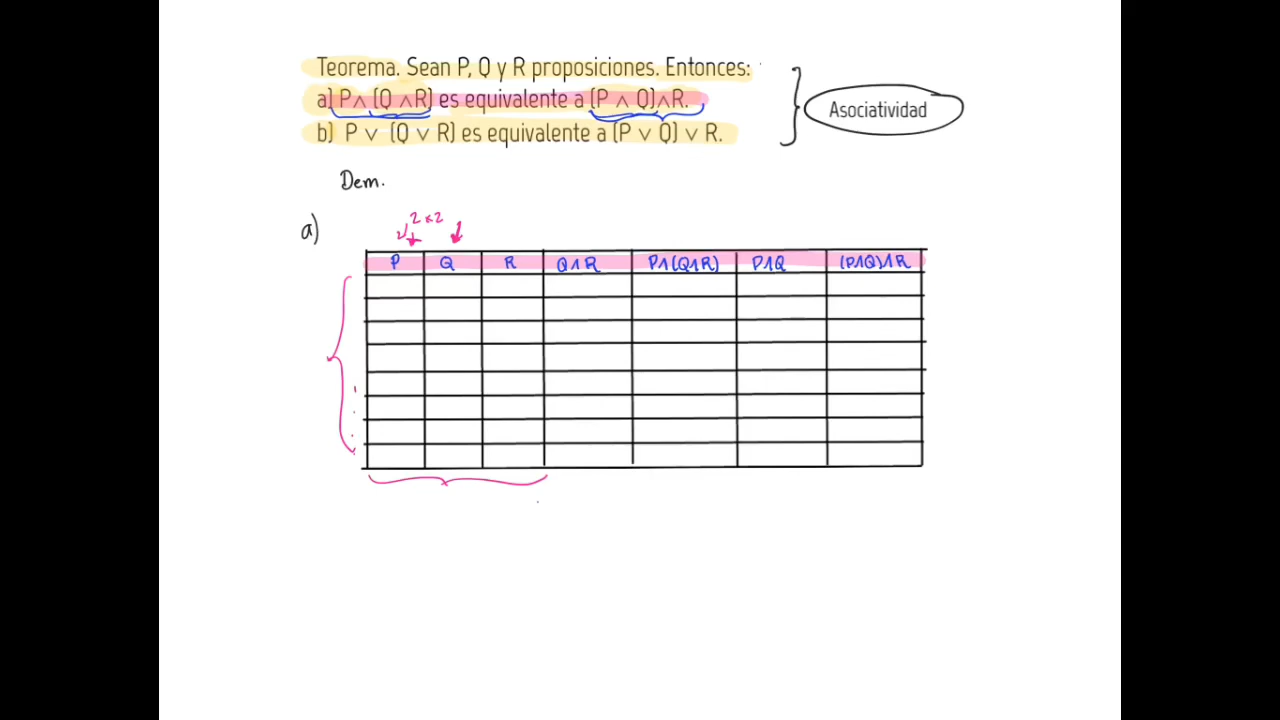 Teorema. Sean P, Q y R proposiciones. Entonces:
a) P∧ (Q ∧R) es equivalente a (P ∧ Q)∧R.
b) P ∨ (Q ∨ R) es equivalente a (P ∨ Q) ∨ R.
Asociatividad
Dem.
a)
2 × 2
P Q R Q∧R P∧(Q∧R) P∧Q (P∧Q)∧R